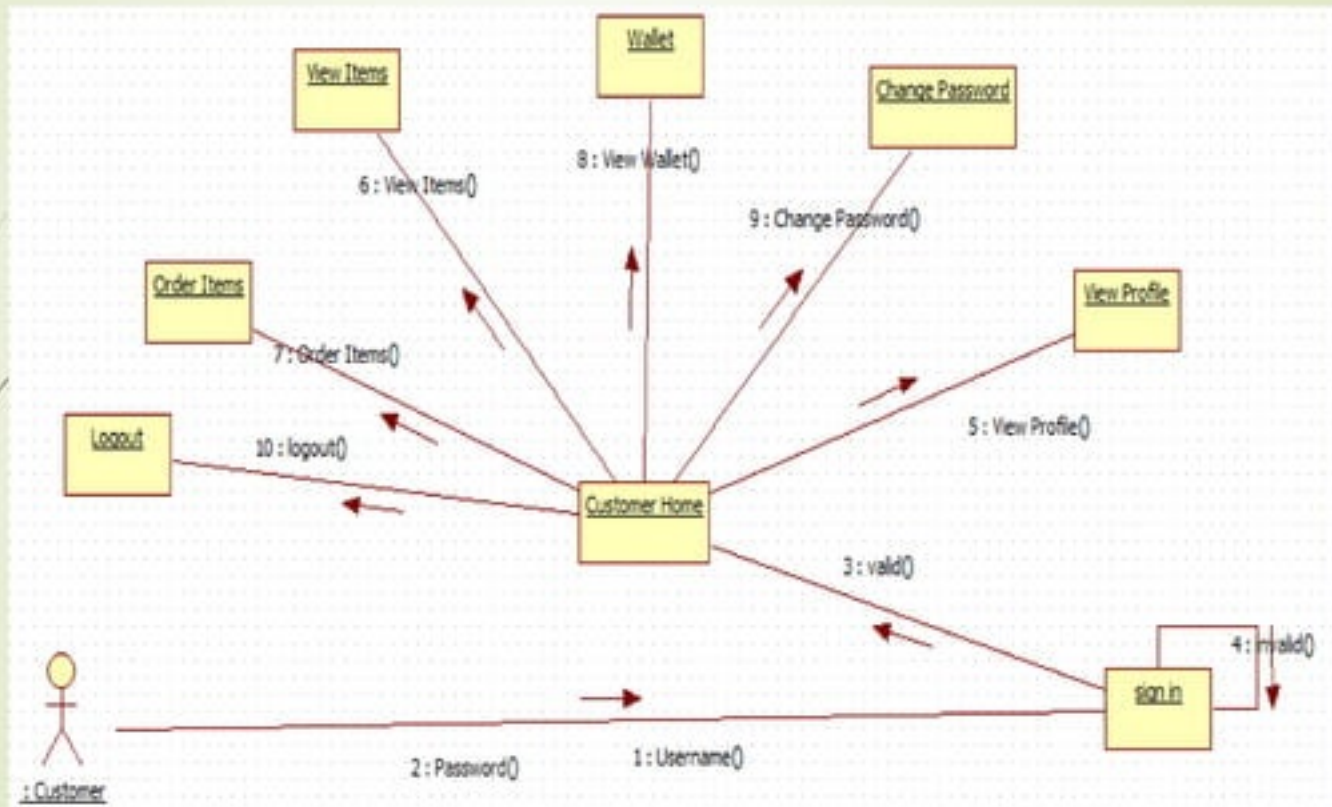 Wallet
View Items
Change Password
8 : View Wallet()
6 : View Items()
9 : Change Password()
Order Items
View Profile
7 : Order Items()
Logout
10 : logout()
5 : View Profile()
Customer Home
3 : valid()
4 : invalid()
sign in
1 : Username()
2 : Password()
: Customer